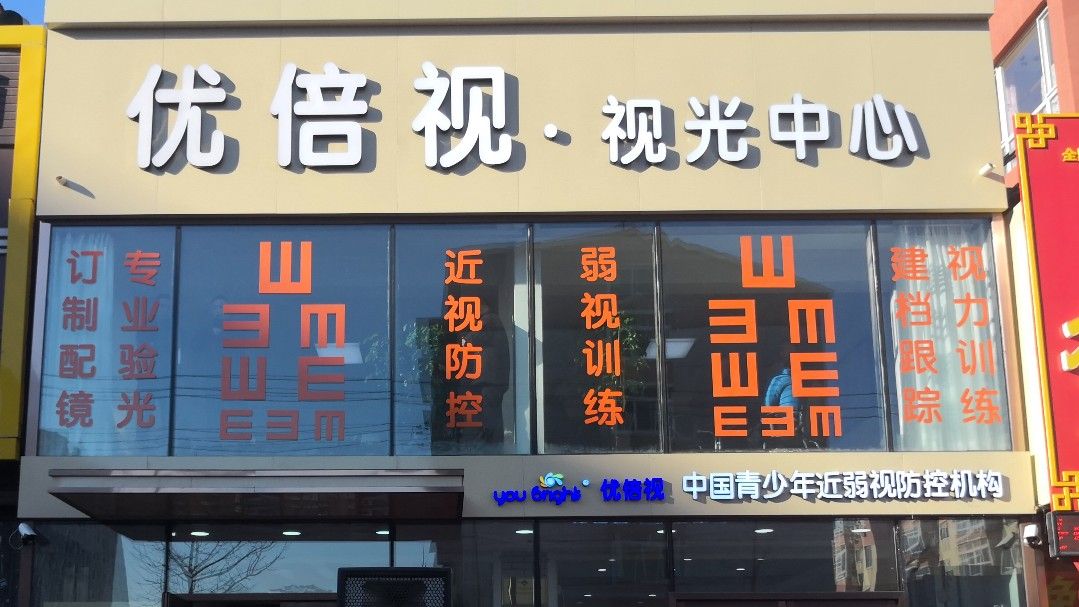 优倍视·视光中心
专业验光
订制配镜
近视防控
弱视训练
视力训练
建档跟踪
you Bright 优倍视 中国青少年近弱视防控机构